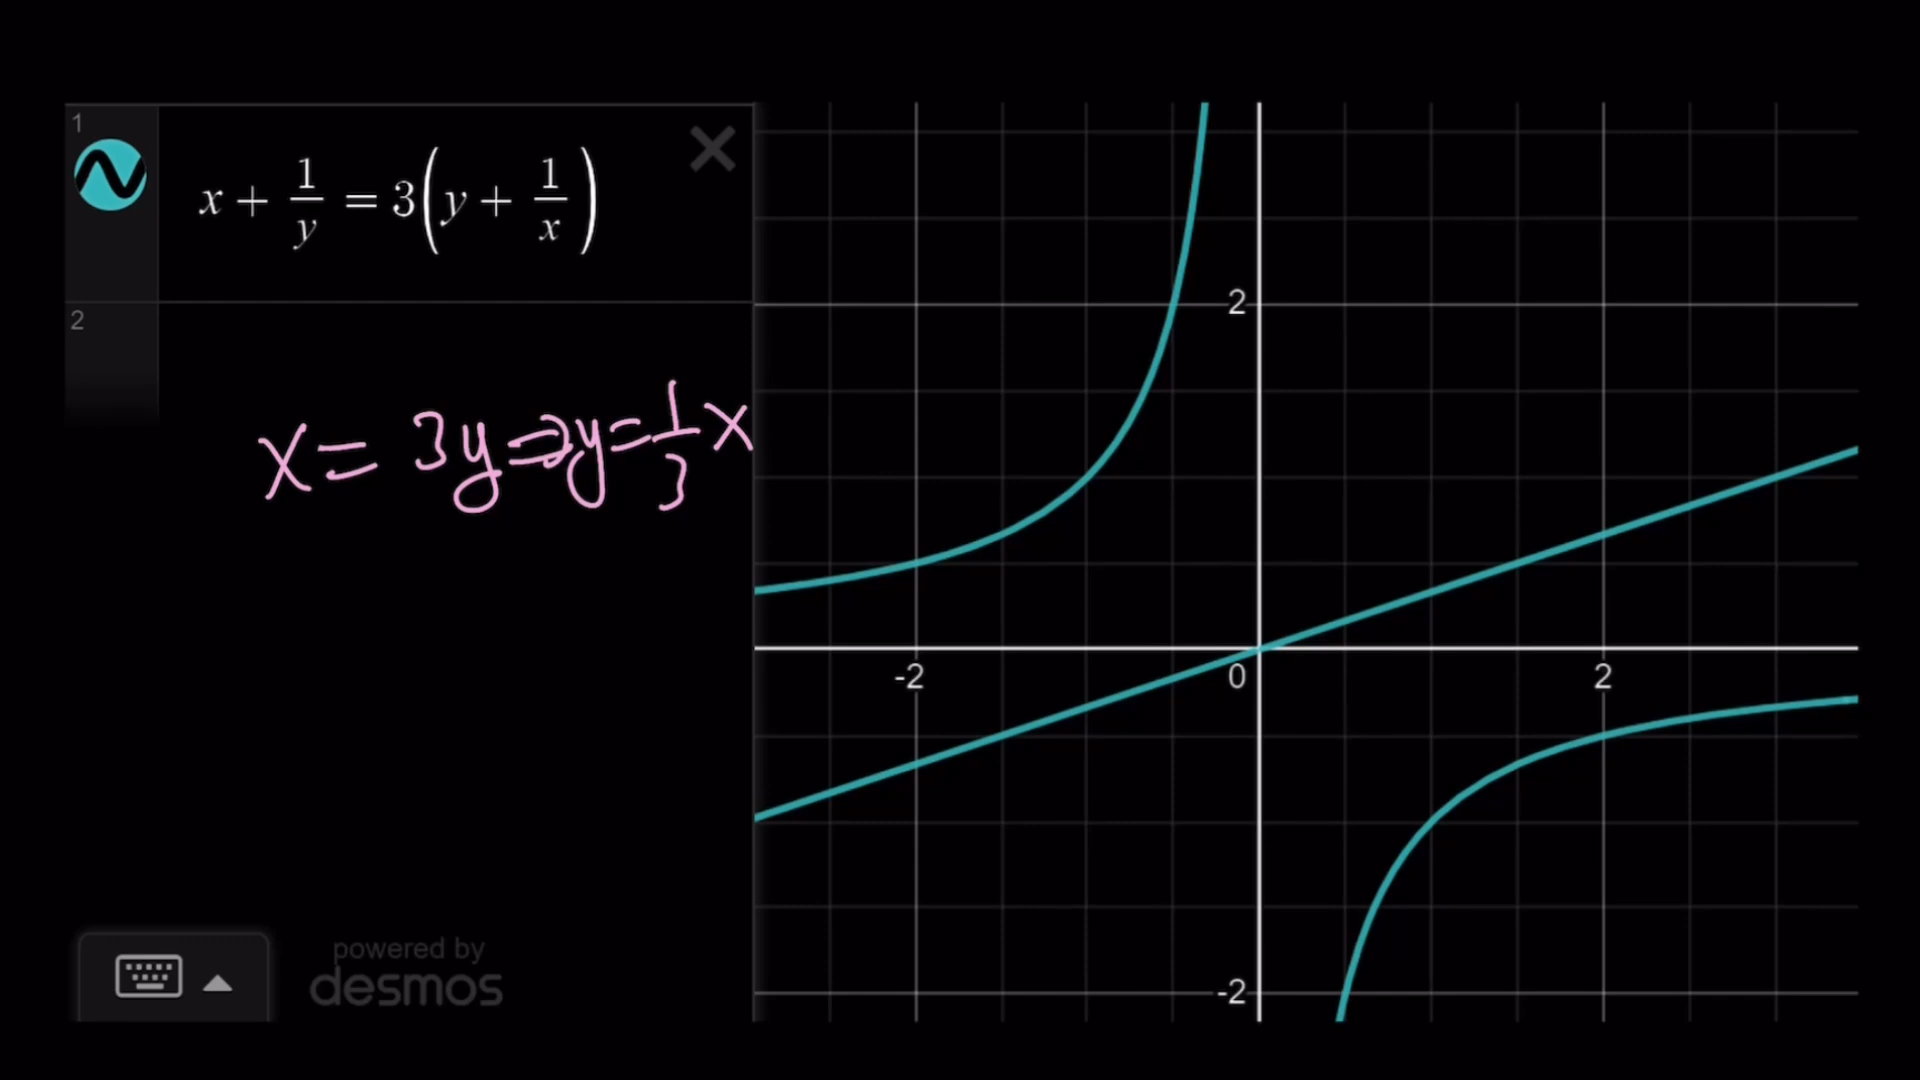 1
x + 1/y = 3(y + 1/x)
2
x = 3y ⇒ y = 1/3 x
2
-2 0 2
-2
powered by
desmos